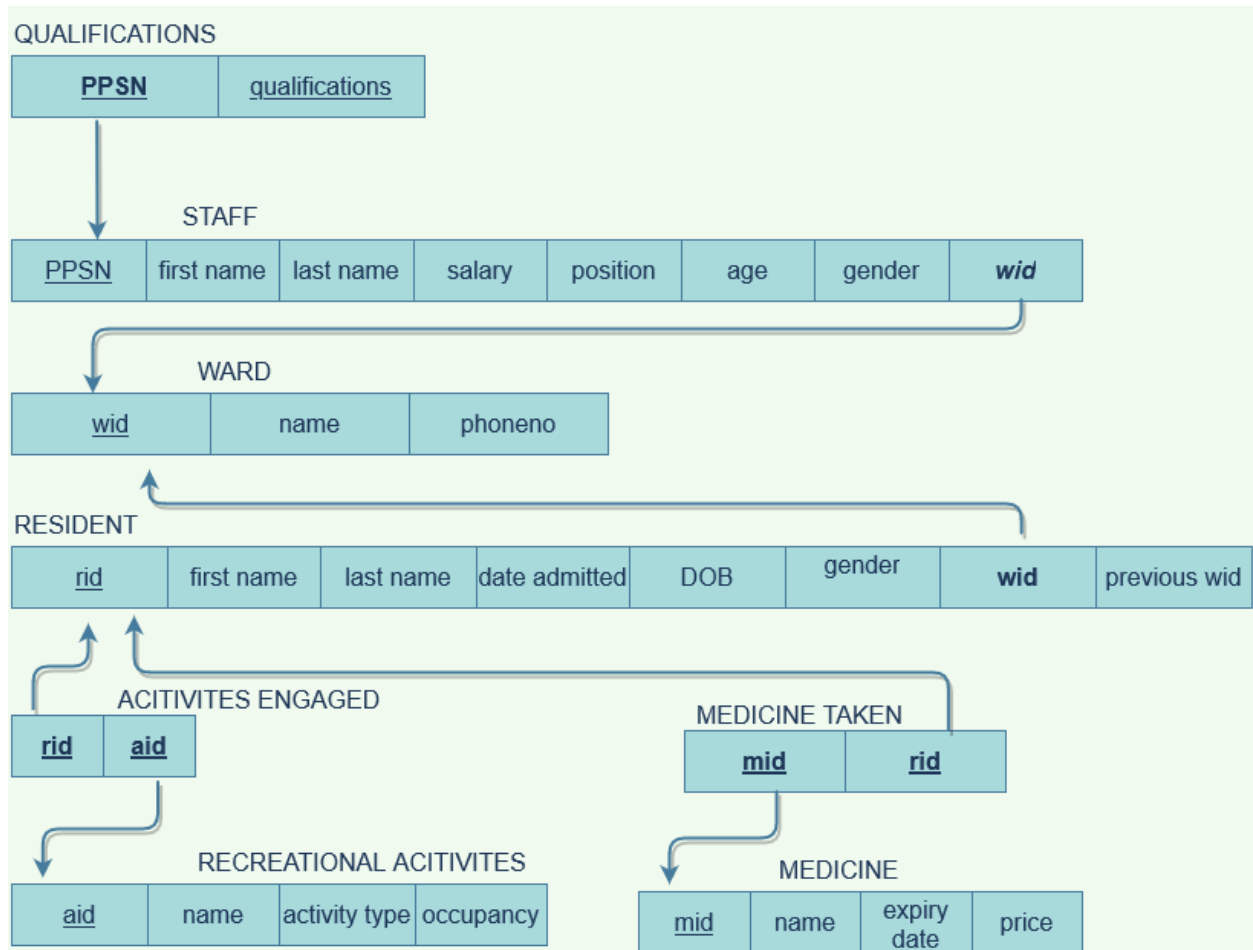 QUALIFICATIONS
PPSN qualifications
STAFF
PPSN first name last name salary position age gender wid
WARD
wid name phoneno
RESIDENT
rid first name last name date admitted DOB gender wid previous wid
ACITIVITES ENGAGED
rid aid
MEDICINE TAKEN
mid rid
RECREATIONAL ACITIVITES
aid name activity type occupancy
MEDICINE
mid name expiry date price